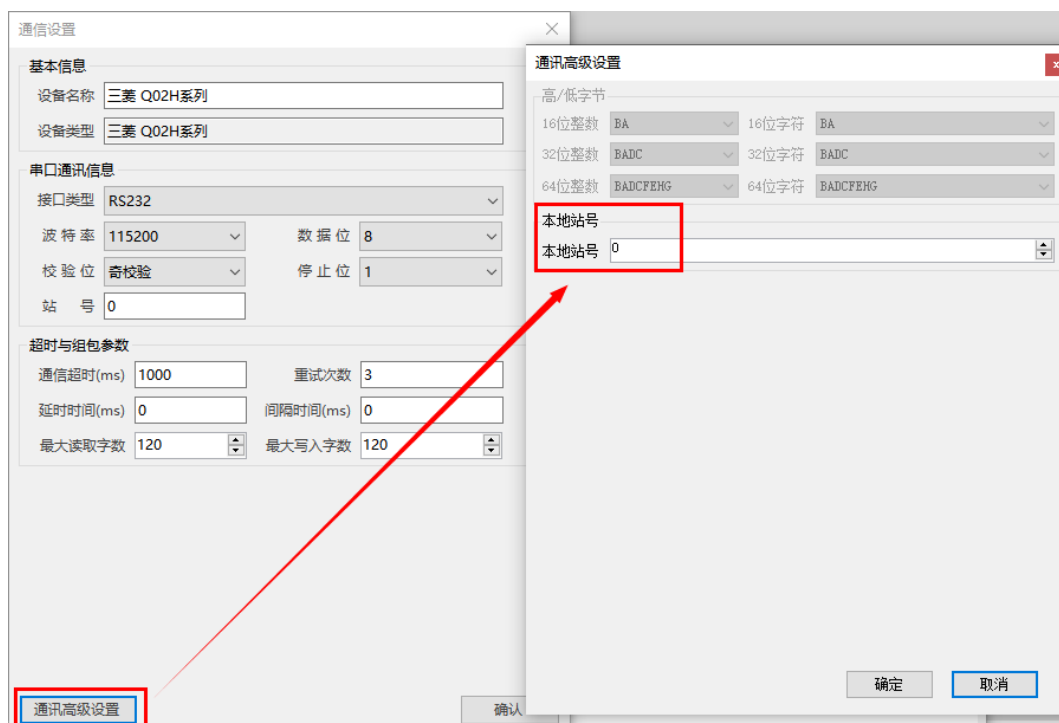 通信设置
基本信息
设备名称 三菱 Q02H系列
设备类型 三菱 Q02H系列
串口通讯信息
接口类型 RS232
波特率 115200 数据位 8
校验位 奇校验 停止位 1
站 号 0
超时与组包参数
通信超时(ms) 1000 重试次数 3
延时时间(ms) 0 间隔时间(ms) 0
最大读取字数 120 最大写入字数 120
通讯高级设置 确认
通讯高级设置
高/低字节
16位整数 BA 16位字符 BA
32位整数 BADC 32位字符 BADC
64位整数 BADCFEHG 64位字符 BADCFEHG
本地站号
本地站号 0
确定 取消